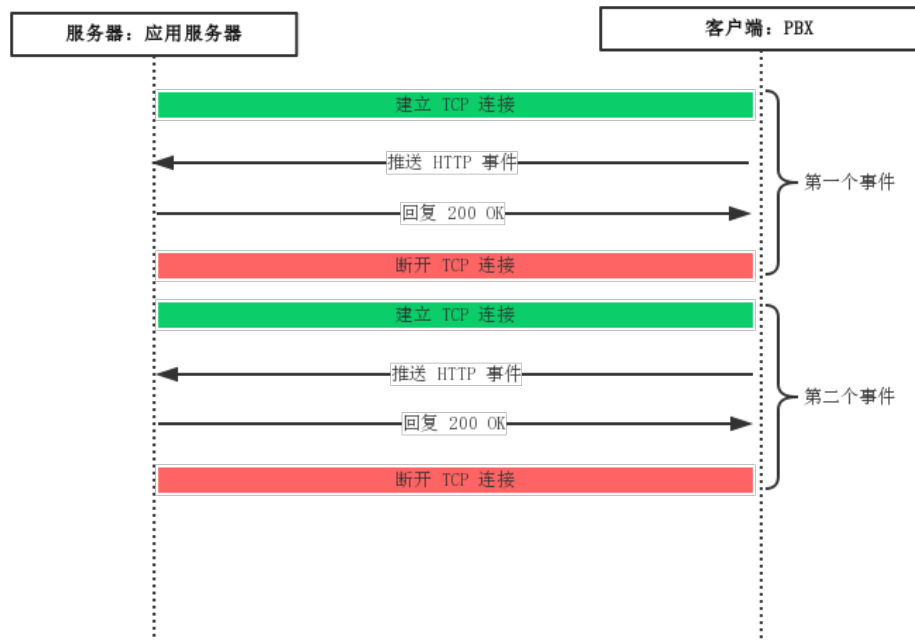 服务器：应用服务器
客户端：PBX
建立 TCP 连接
推送 HTTP 事件
回复 200 OK
断开 TCP 连接
第一个事件
建立 TCP 连接
推送 HTTP 事件
回复 200 OK
断开 TCP 连接
第二个事件